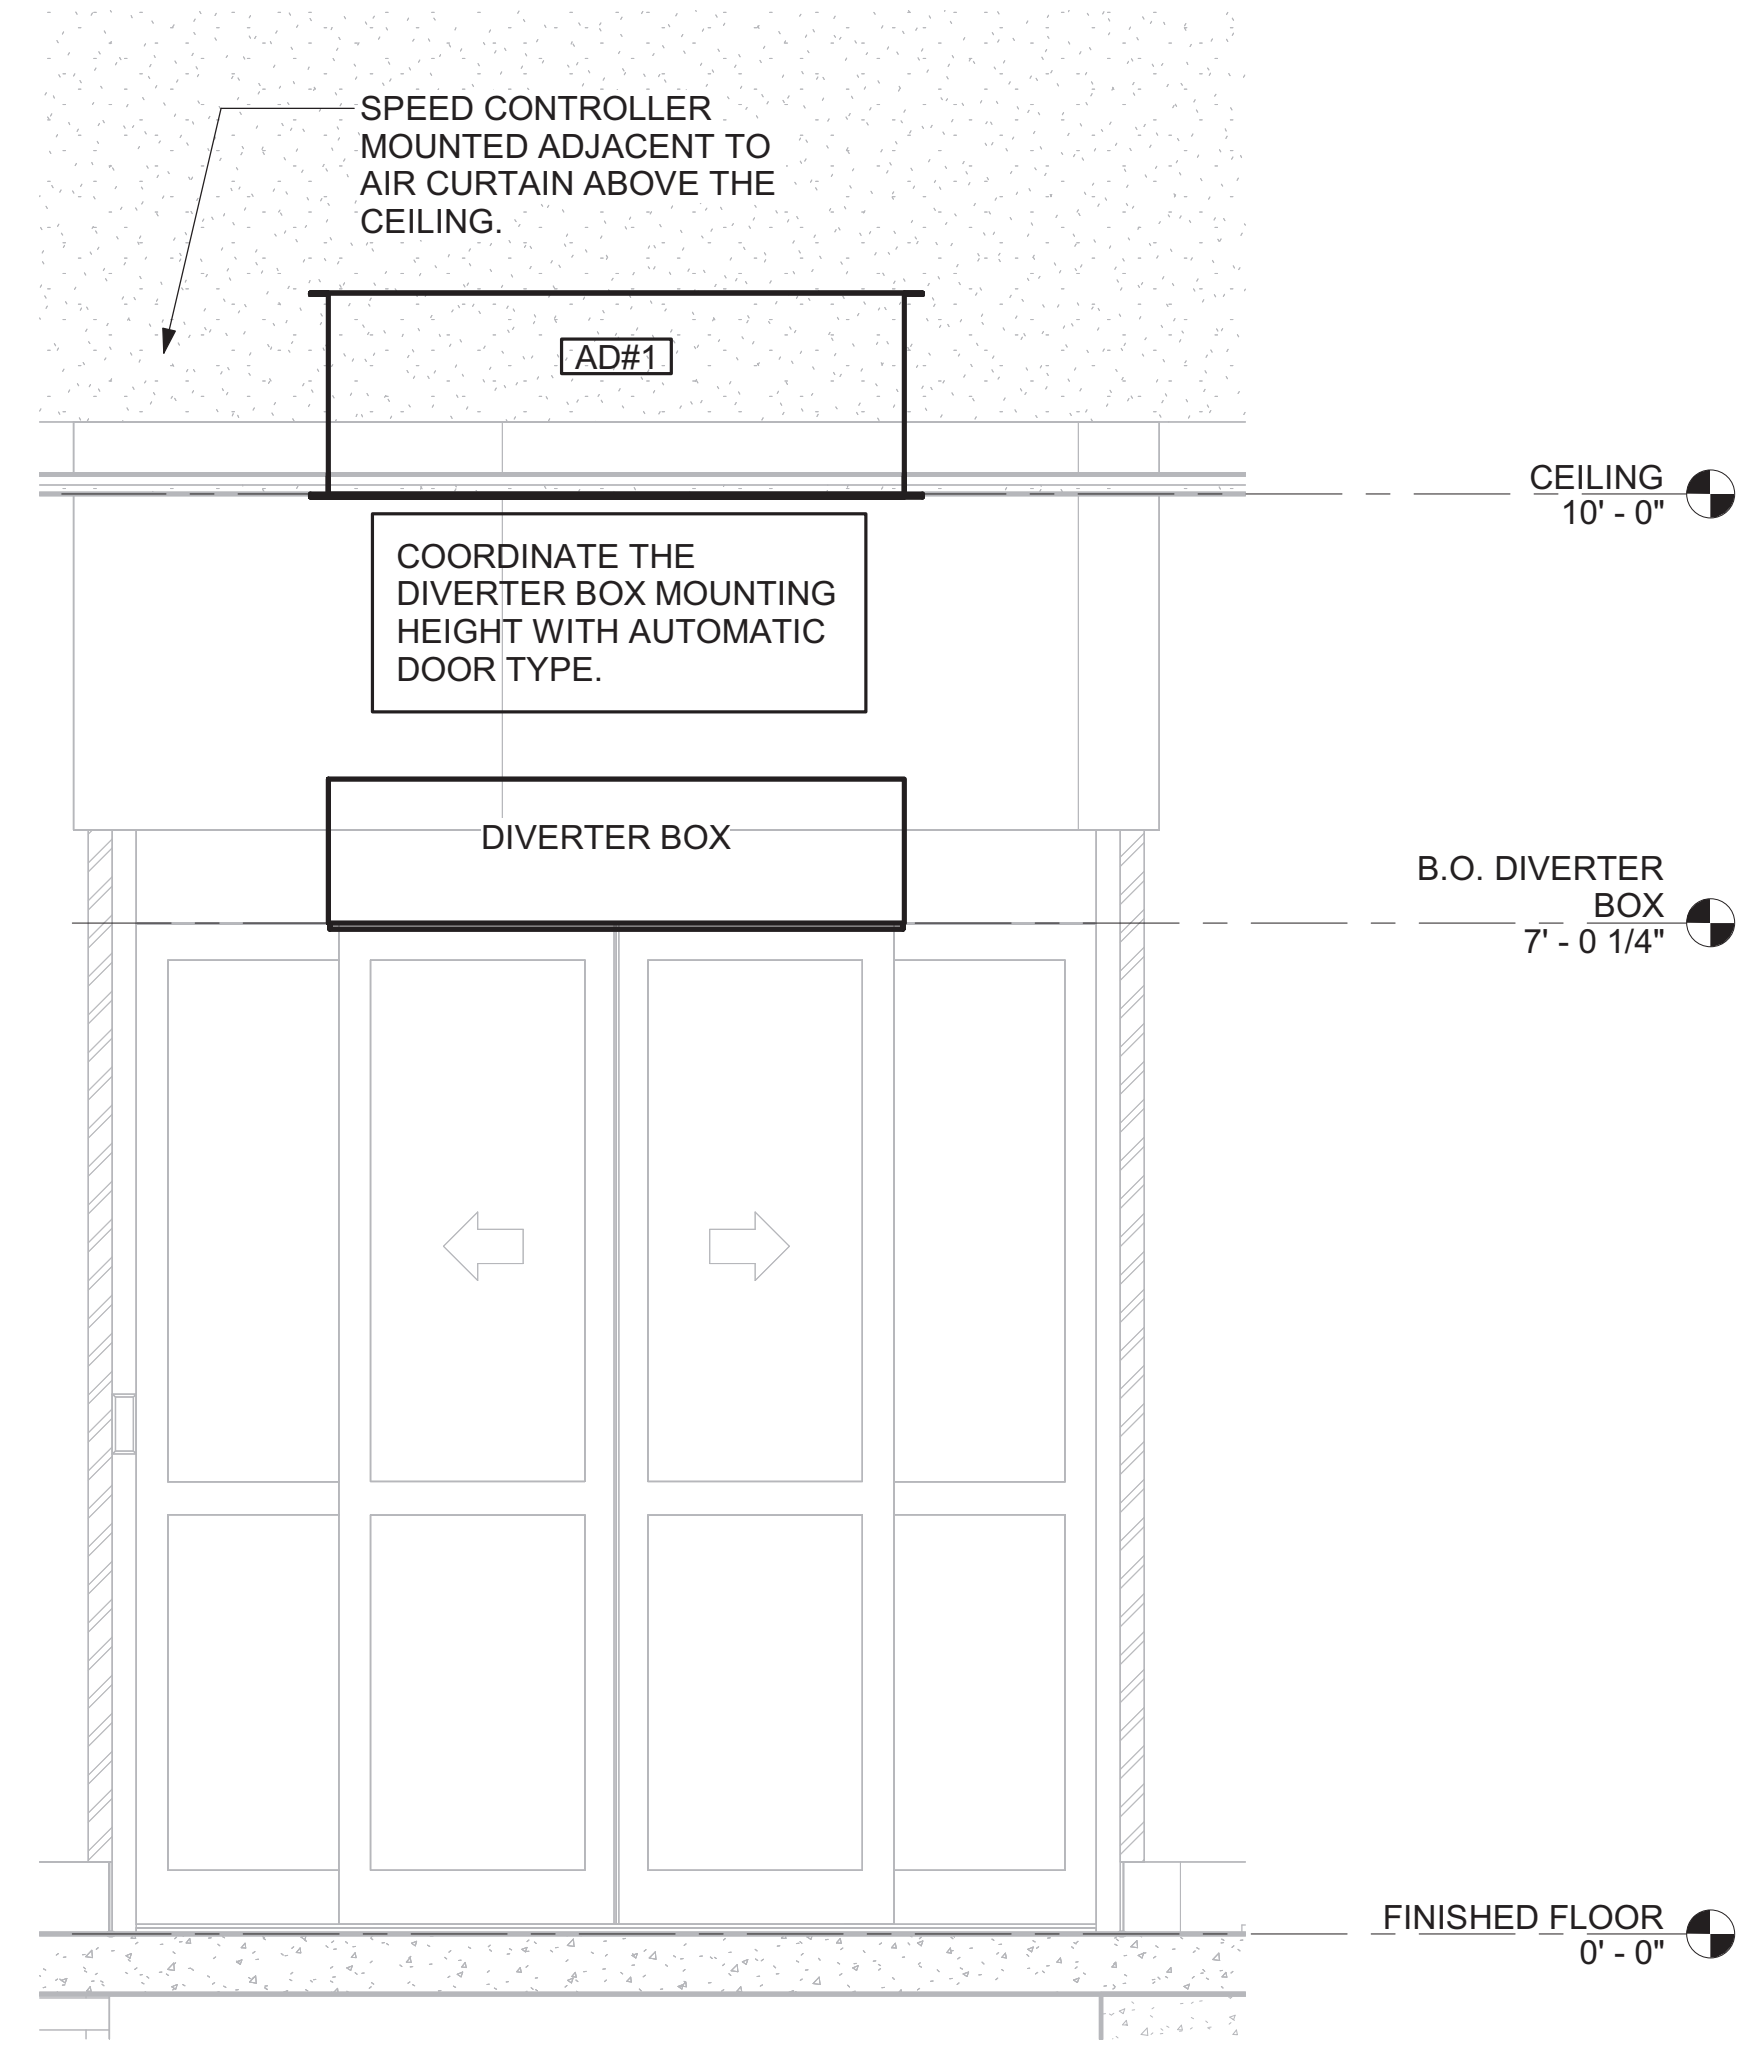 SPEED CONTROLLER
MOUNTED ADJACENT TO
AIR CURTAIN ABOVE THE
CEILING.
AD#1
CEILING
10' - 0"
COORDINATE THE
DIVERTER BOX MOUNTING
HEIGHT WITH AUTOMATIC
DOOR TYPE.
DIVERTER BOX
B.O. DIVERTER
BOX
7' - 0 1/4"
FINISHED FLOOR
0' - 0"